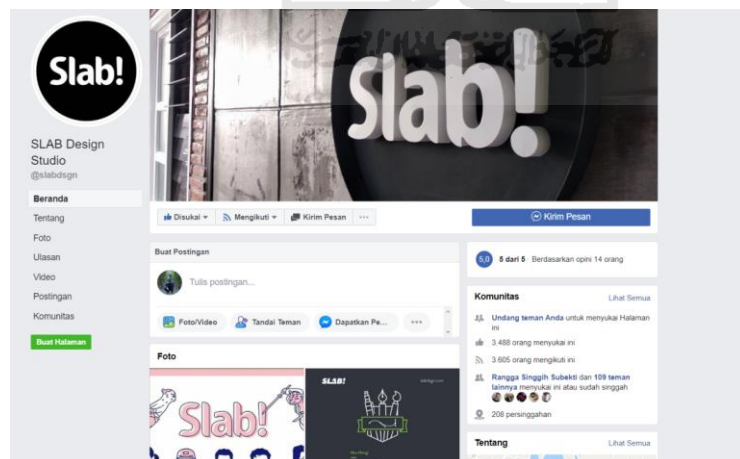 Slab!
SLAB Design
Studio
@slabdsgn
Beranda
Tentang
Foto
Ulasan
Video
Postingan
Komunitas
Buat Halaman
Slab!
Disukai
Mengikuti
Kirim Pesan
Kirim Pesan
Buat Postingan
Tulis postingan...
Foto/Video
Tandai Teman
Dapatkan Pe...
Foto
Slab!
SLAB!
5,0
5 dari 5 · Berdasarkan opini 14 orang
Komunitas
Lihat Semua
Undang teman Anda untuk menyukai Halaman
ini
3.488 orang menyukai ini
3.605 orang mengikuti ini
Rangga Singgih Subekti dan 109 teman
lainnya menyukai ini atau sudah singgah
208 persinggahan
Tentang
Lihat Semua